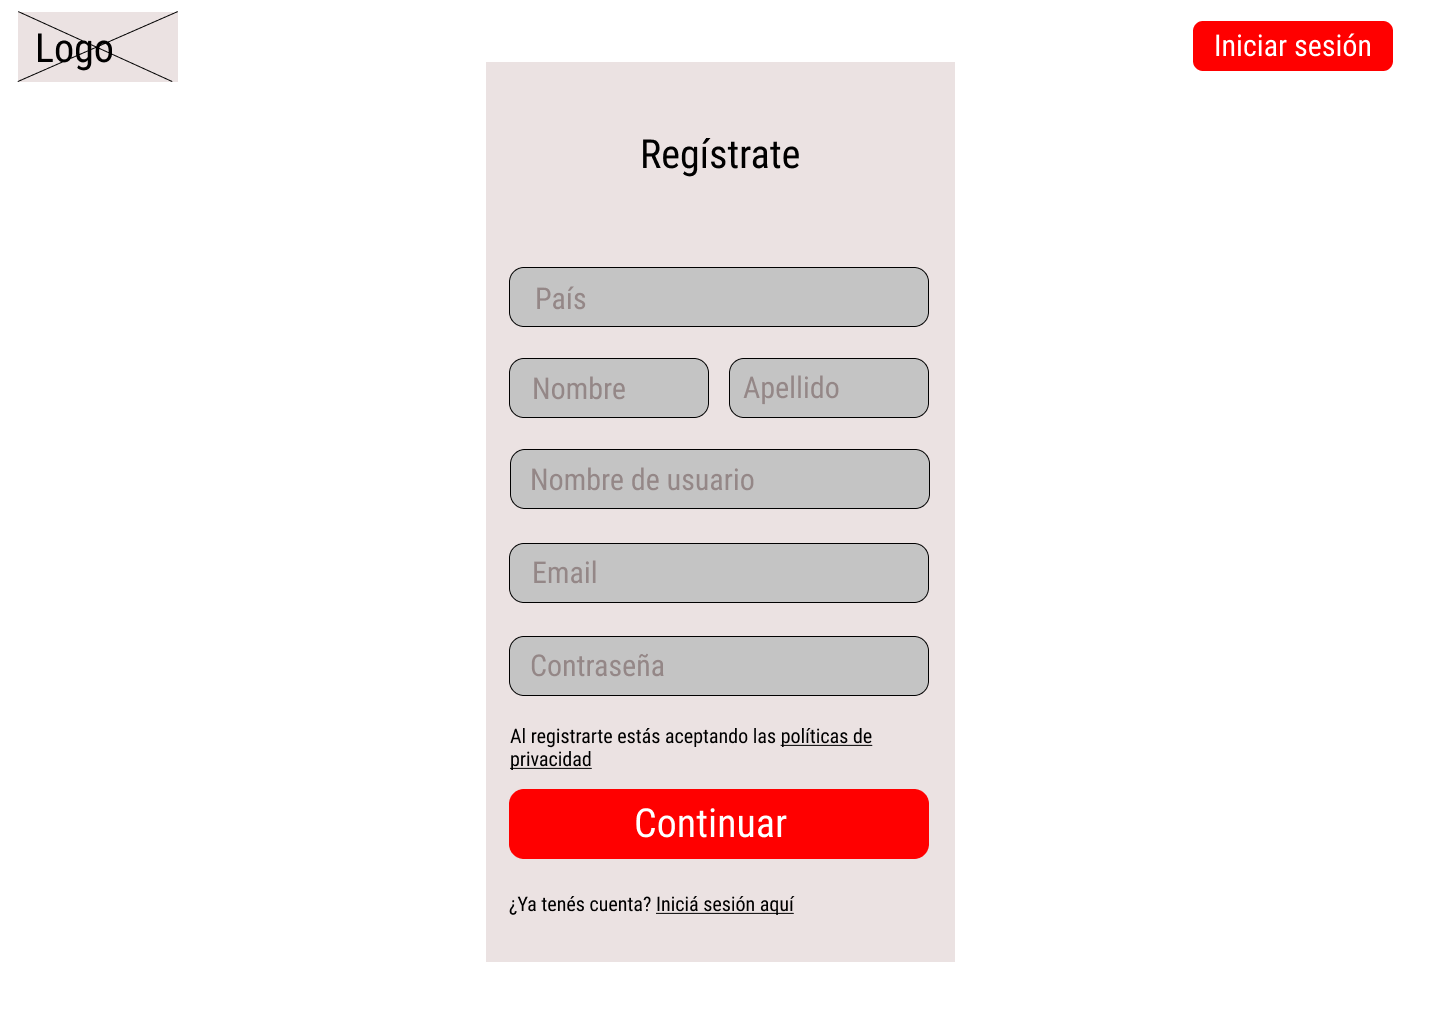 Logo
Iniciar sesión
Regístrate
País
Nombre
Apellido
Nombre de usuario
Email
Contraseña
Al registrarte estás aceptando las políticas de
privacidad
Continuar
¿Ya tenés cuenta? Iniciá sesión aquí